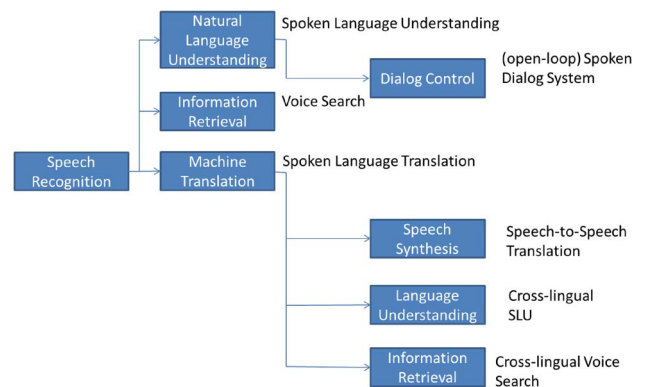 Natural
Language
Understanding
Spoken Language Understanding
Dialog Control
(open-loop) Spoken
Dialog System
Information
Retrieval
Voice Search
Speech
Recognition
Machine
Translation
Spoken Language Translation
Speech
Synthesis
Speech-to-Speech
Translation
Language
Understanding
Cross-lingual
SLU
Information
Retrieval
Cross-lingual Voice
Search